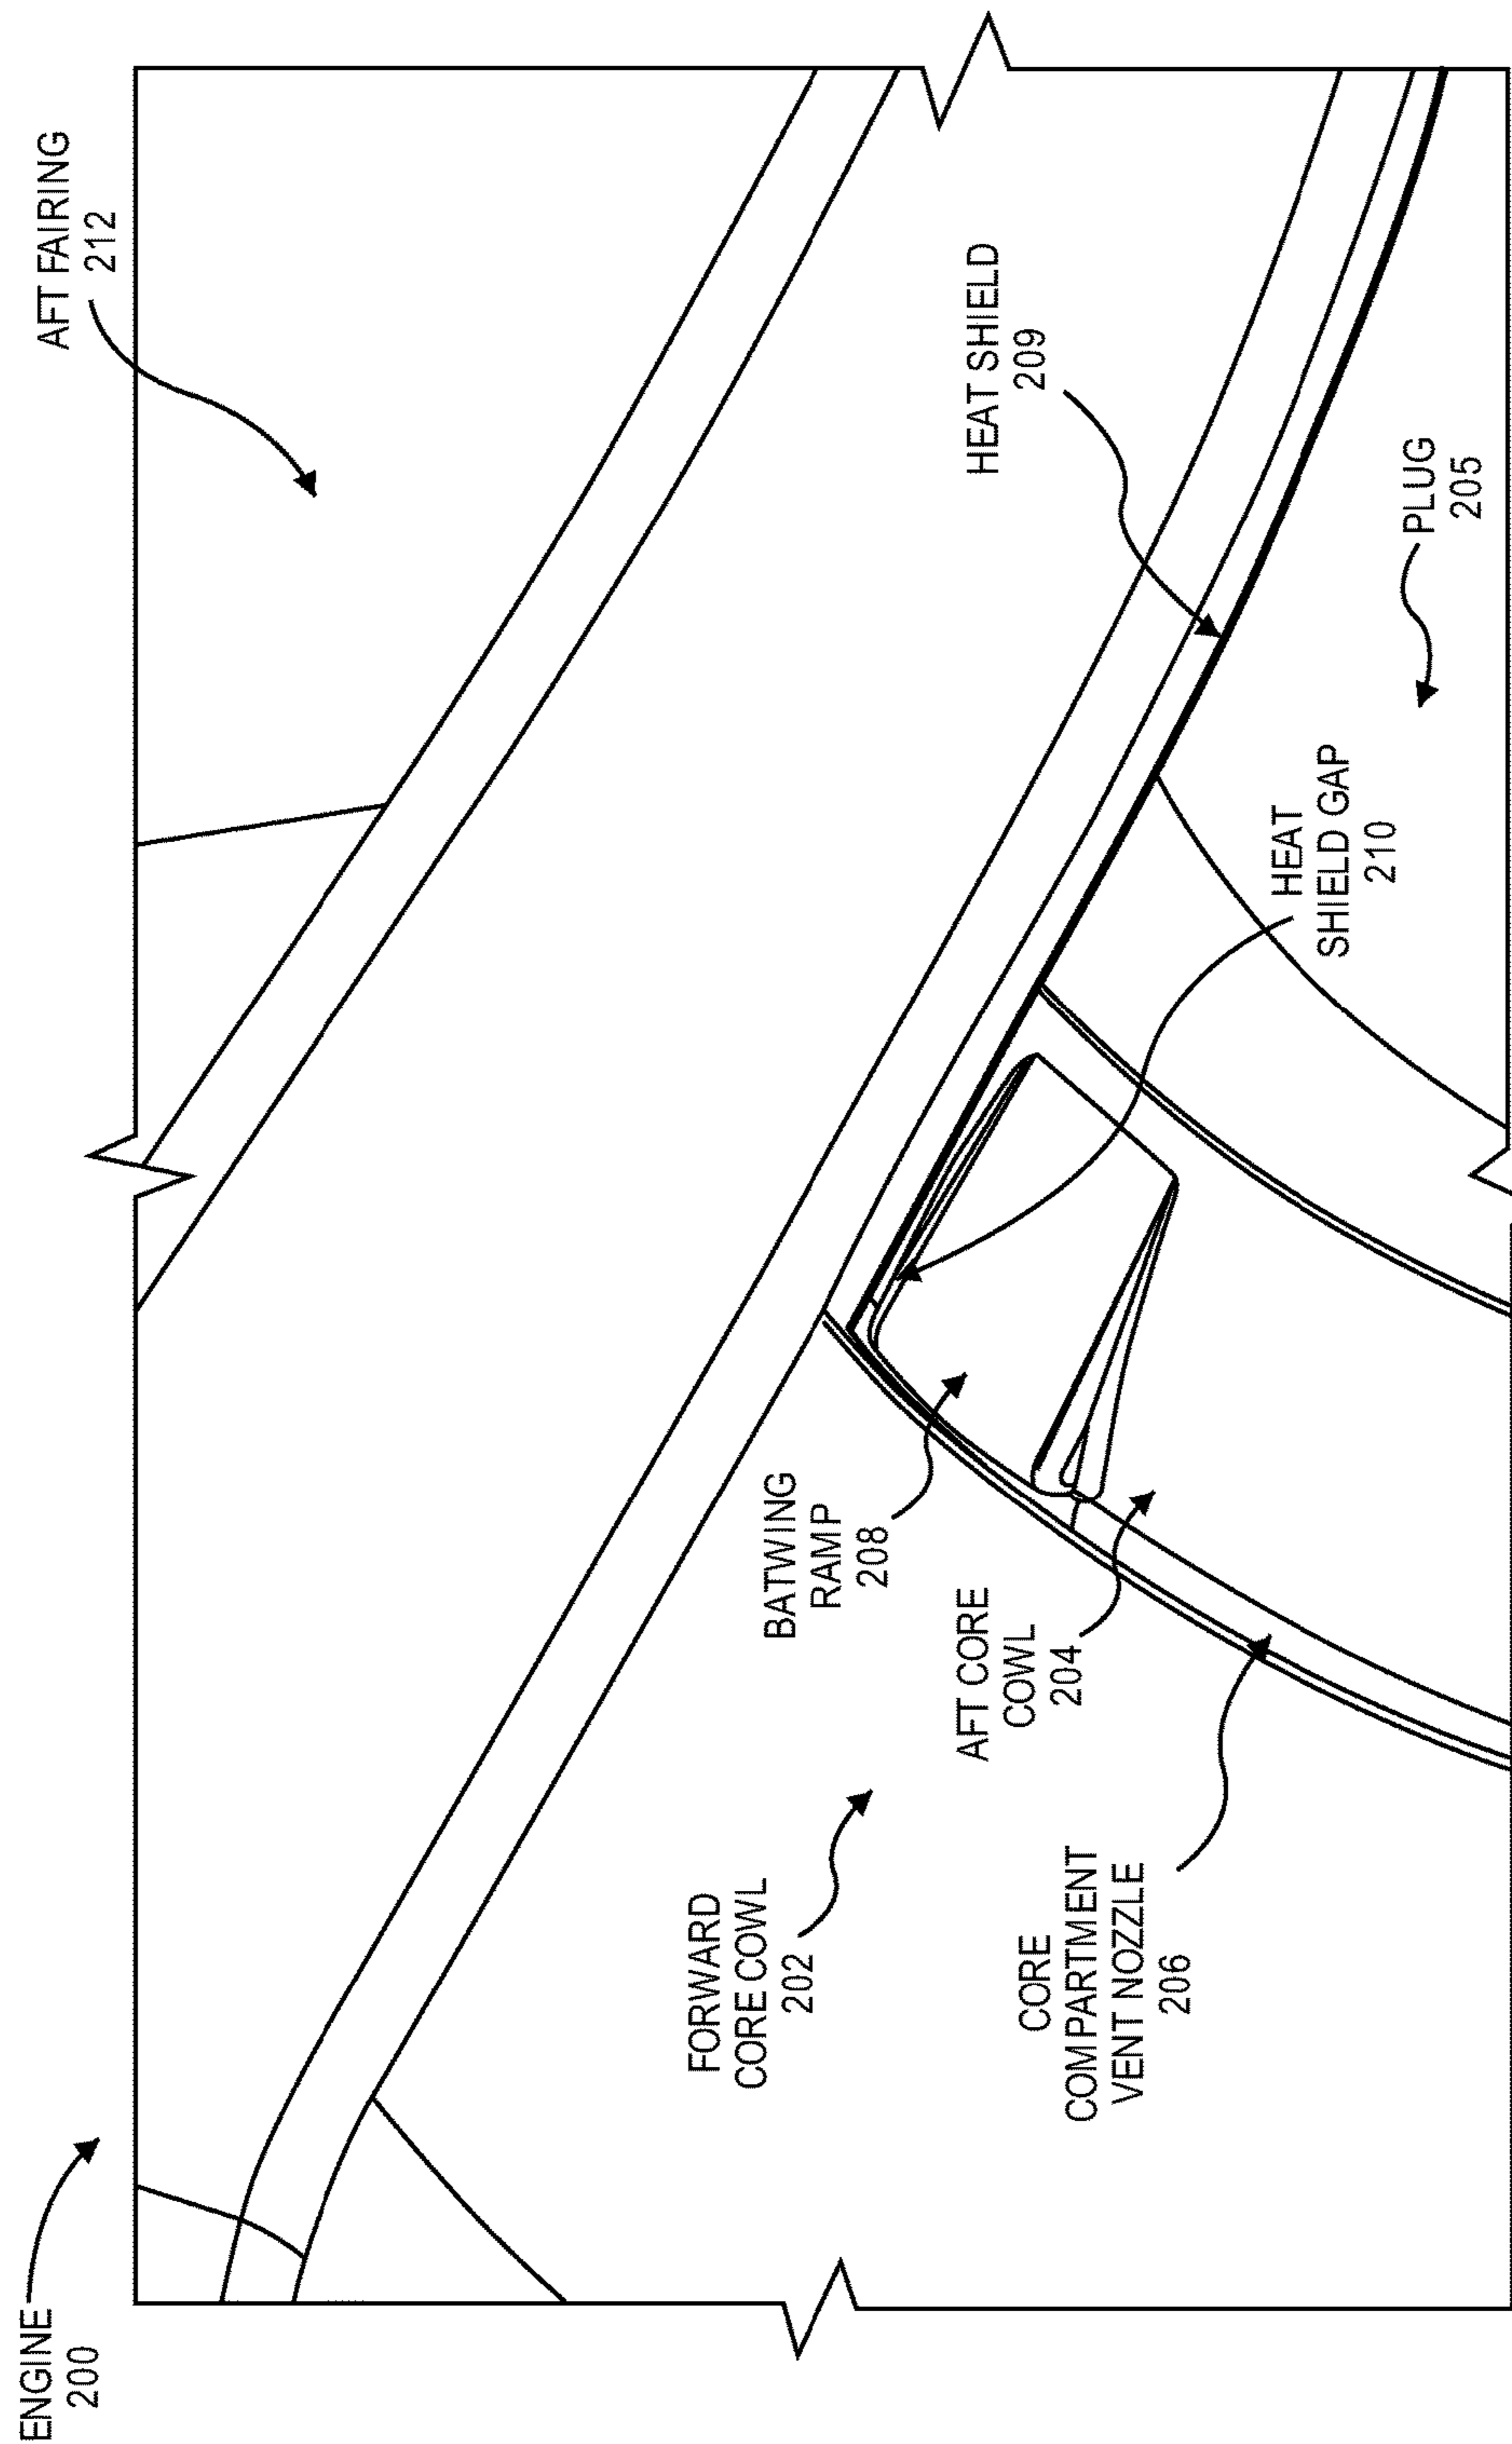 ENGINE
200
AFT FAIRING
212
FORWARD
CORE COWL
202
BATWING
RAMP
208
HEAT SHIELD
209
AFT CORE
COWL
204
CORE
COMPARTMENT
VENT NOZZLE
206
HEAT
SHIELD GAP
210
PLUG
205